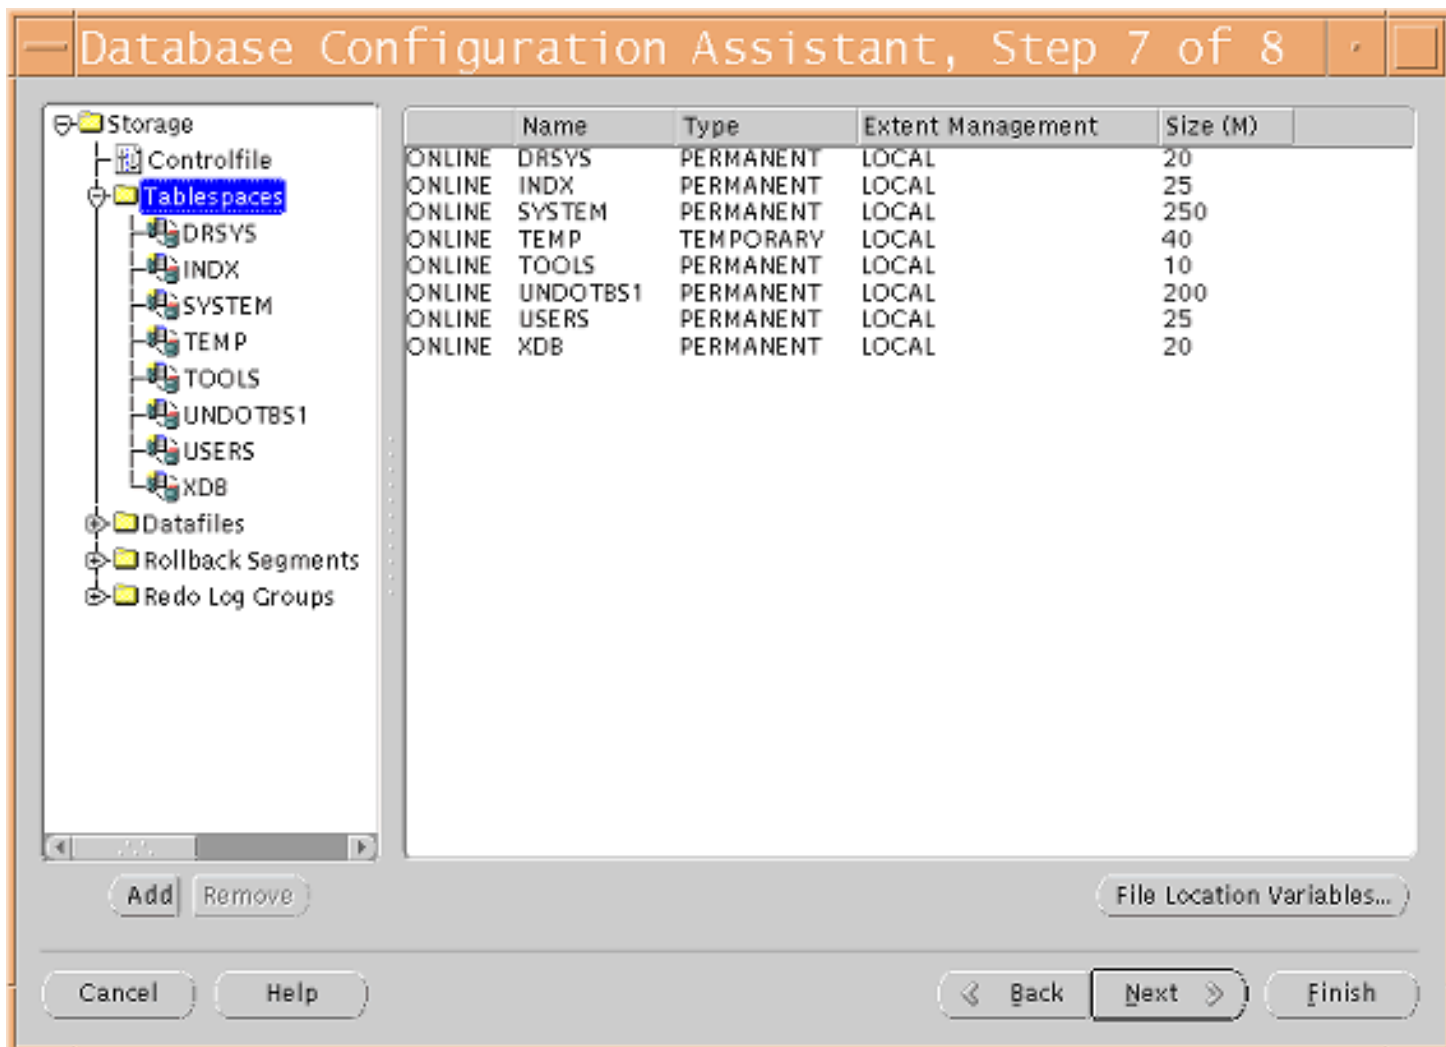 Database Configuration Assistant, Step 7 of 8
Storage
Controlfile
Tablespaces
DRSYS
INDX
SYSTEM
TEMP
TOOLS
UNDOTBS1
USERS
XDB
Datafiles
Rollback Segments
Redo Log Groups
Name Type Extent Management Size (M)
ONLINE DRSYS PERMANENT LOCAL 20
ONLINE INDX PERMANENT LOCAL 25
ONLINE SYSTEM PERMANENT LOCAL 250
ONLINE TEMP TEMPORARY LOCAL 40
ONLINE TOOLS PERMANENT LOCAL 10
ONLINE UNDOTBS1 PERMANENT LOCAL 200
ONLINE USERS PERMANENT LOCAL 25
ONLINE XDB PERMANENT LOCAL 20
Add Remove File Location Variables...
Cancel Help Back Next Finish